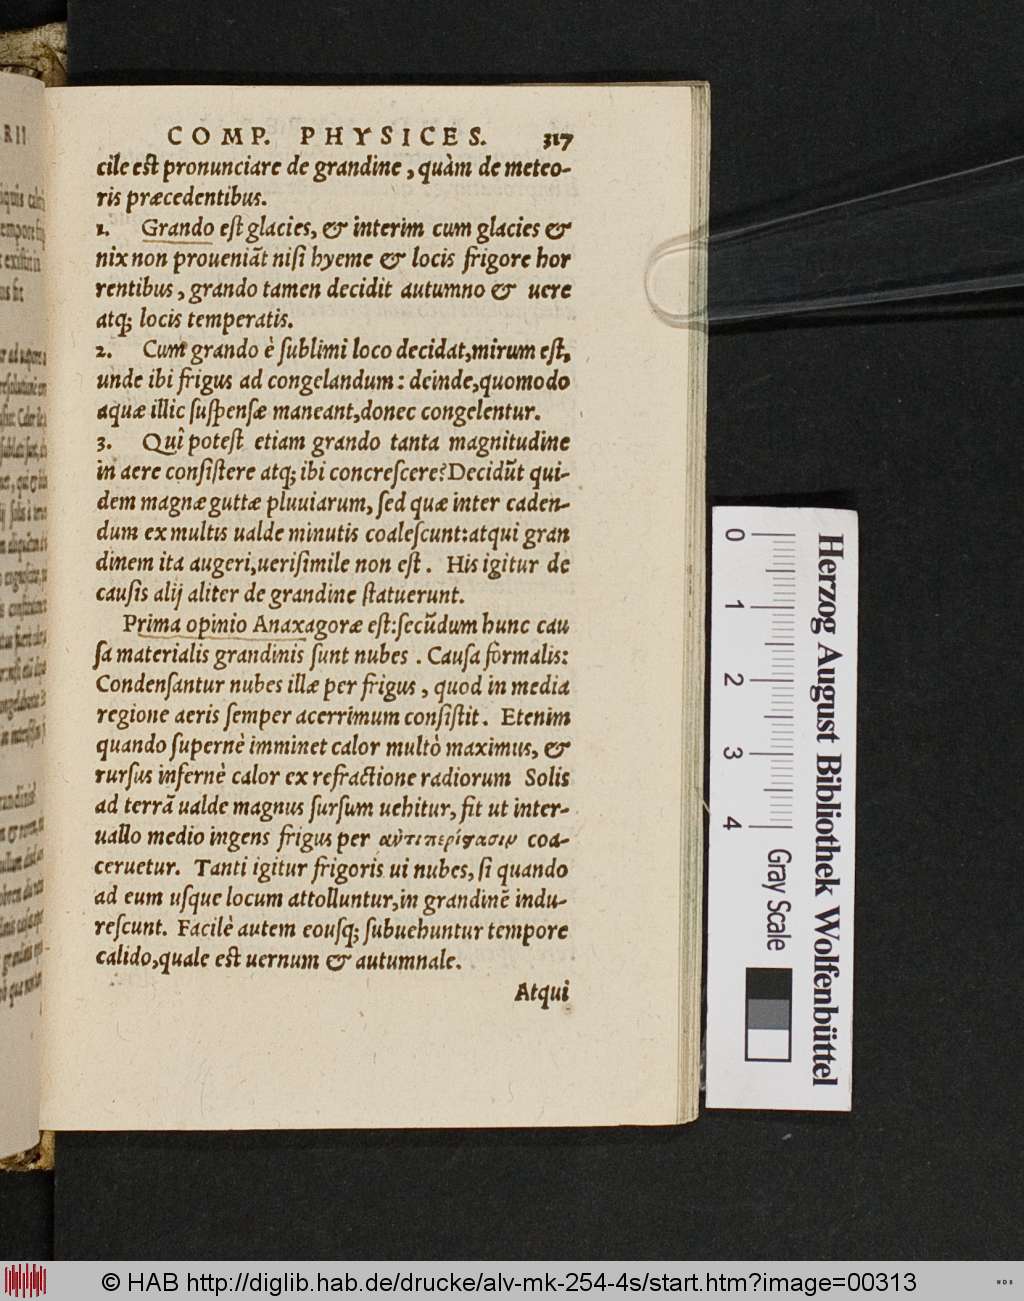 COMP. PHYSICES. 317
cile est pronunciare de grandine, quàm de meteo-
ris præcedentibus.
1. Grando est glacies, & interim cum glacies &
nix non proueniãt nisi hyeme & locis frigore hor
rentibus, grando tamen decidit autumno & uere
atq; locis temperatis.
2. Cum grando è sublimi loco decidat, mirum est,
unde ibi frigus ad congelandum: deinde, quomodo
aquæ illic suspensæ maneant, donec congelentur.
3. Quî potest etiam grando tanta magnitudine
in aere consistere atq; ibi concrescere? Decidũt qui-
dem magnæ guttæ pluuiarum, sed quæ inter caden-
dum ex multis ualde minutis coalescunt: atqui gran
dinem ita augeri, uerisimile non est. His igitur de
causis alij aliter de grandine statuerunt.
Prima opinio Anaxagoræ est: secũdum hunc cau
sa materialis grandinis sunt nubes. Causa formalis:
Condensantur nubes illæ per frigus, quod in media
regione aeris semper acerrimum consistit. Etenim
quando supernè imminet calor multò maximus, &
rursus infernè calor ex refractione radiorum Solis
ad terrã ualde magnus sursum uehitur, fit ut inter-
uallo medio ingens frigus per αὐτιπερίςασιν coa-
ceruetur. Tanti igitur frigoris ui nubes, si quando
ad eum usque locum attolluntur, in grandinẽ indu-
rescunt. Facilè autem eousq; subuehuntur tempore
calido, quale est uernum & autumnale.
Atqui
0 1 2 3 4
Gray Scale
Herzog August Bibliothek Wolfenbüttel
© HAB http://diglib.hab.de/drucke/alv-mk-254-4s/start.htm?image=00313